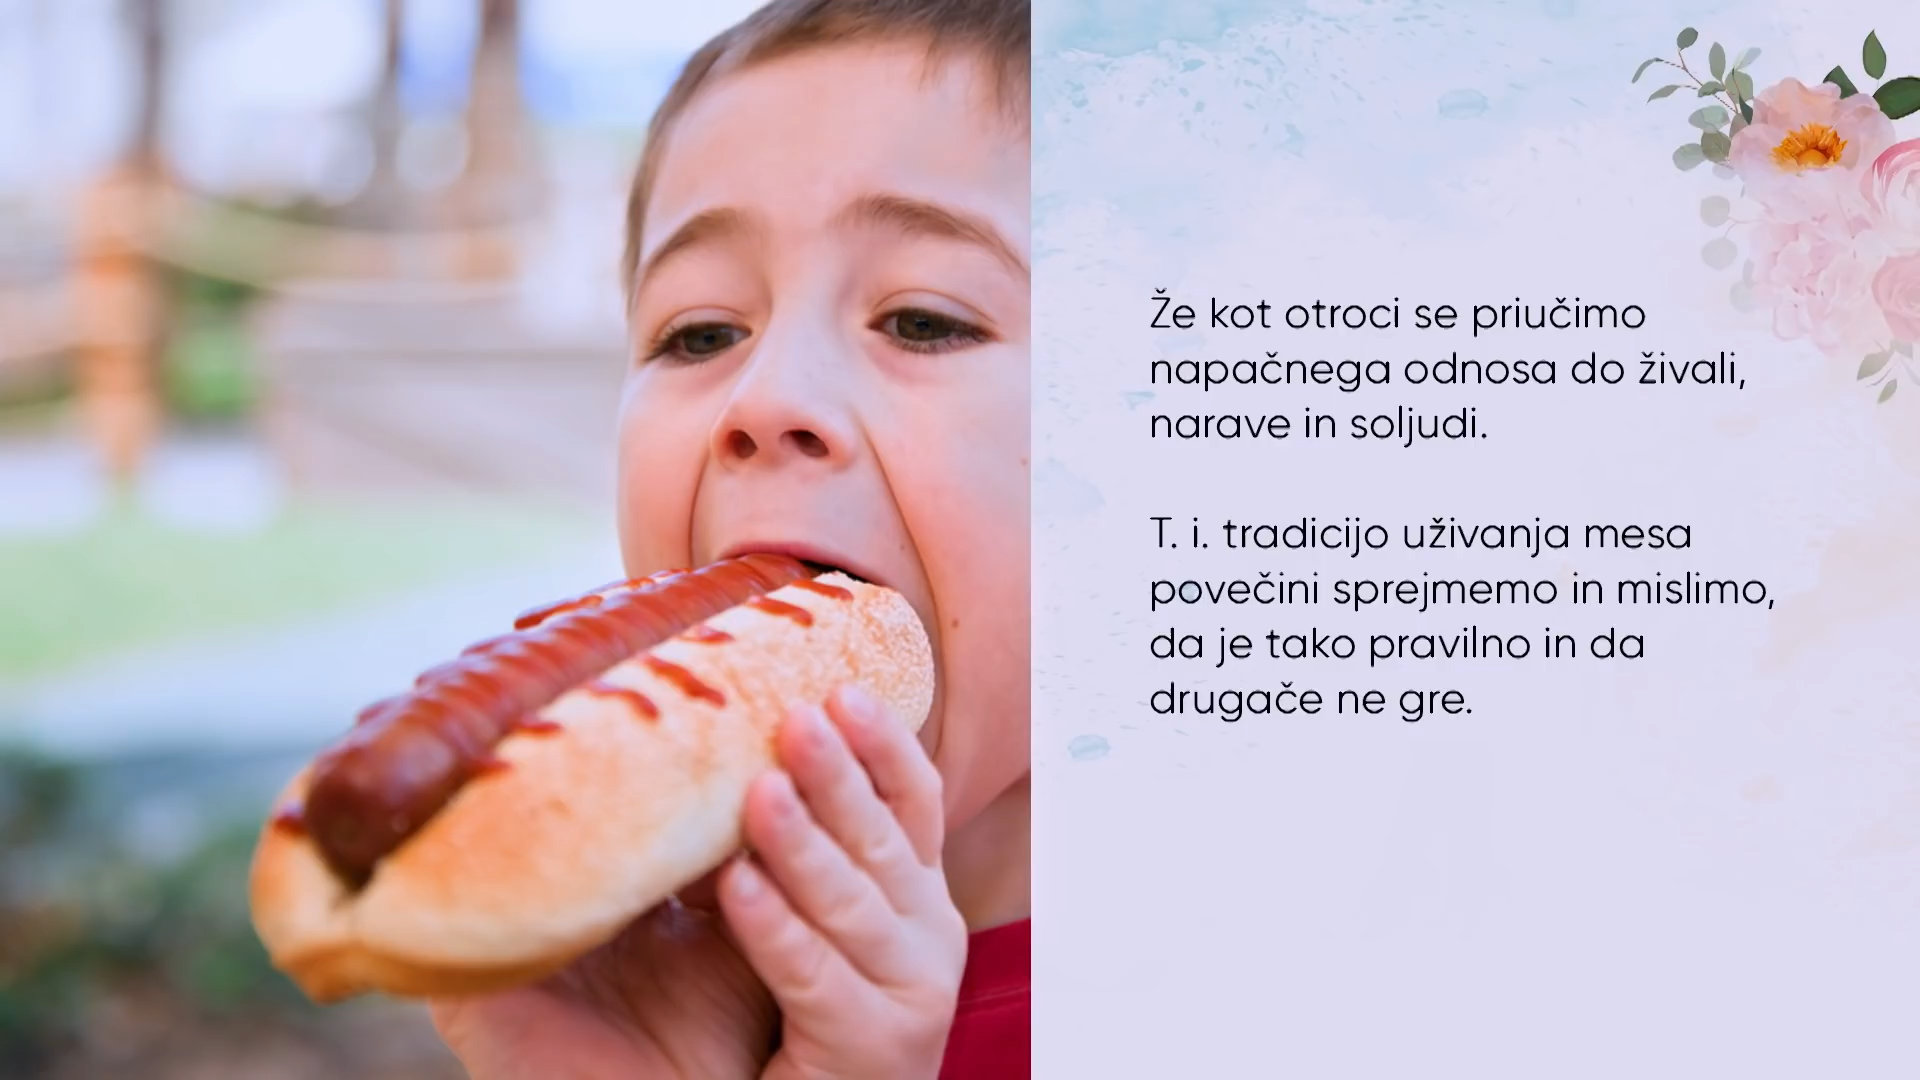 Že kot otroci se priučimo
napačnega odnosa do živali,
narave in soljudi.
T. i. tradicijo uživanja mesa
povečini sprejmemo in mislimo,
da je tako pravilno in da
drugače ne gre.